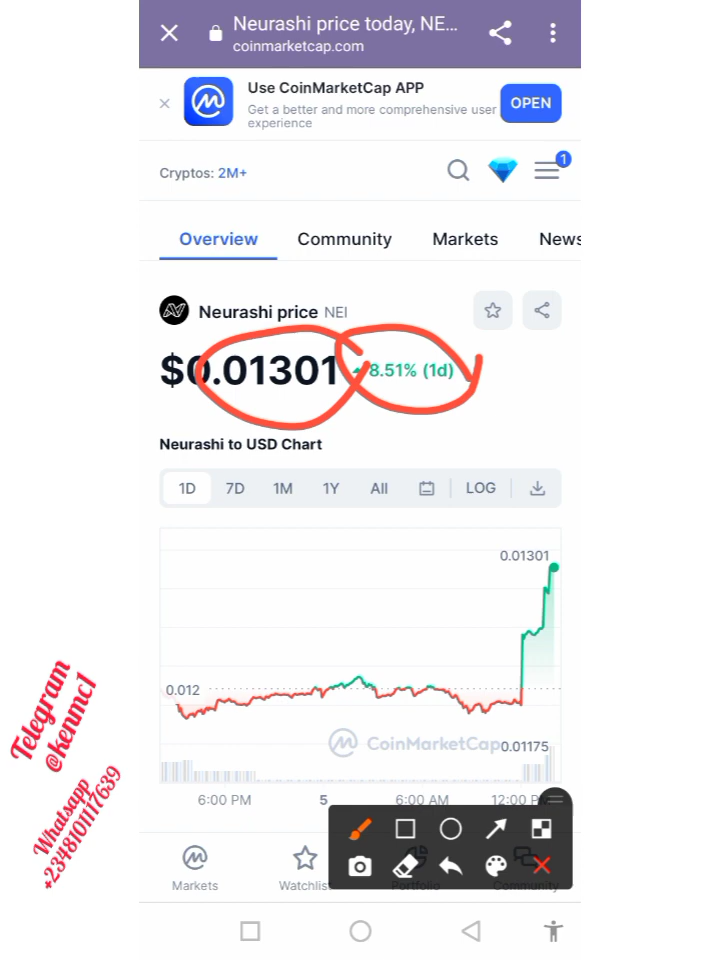 Neurashi price today, NE...
coinmarketcap.com
Use CoinMarketCap APP
Get a better and more comprehensive user
experience
OPEN
Cryptos: 2M+
1
Overview Community Markets News
Neurashi price NEI
$0.01301 8.51% (1d)
Neurashi to USD Chart
1D 7D 1M 1Y All LOG
0.01301
0.012
CoinMarketCap
0.01175
6:00 PM 5 6:00 AM 12:00 P
Markets Watchlis Portfolio Community
Telegram
@kenmc1
Whatsapp
+2348101117639